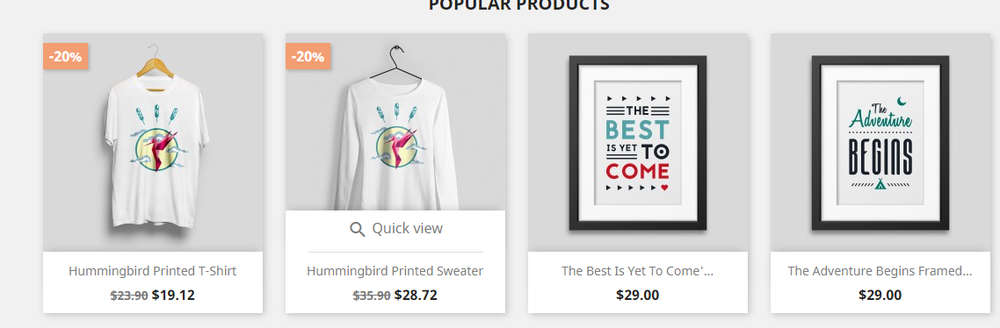 POPULAR PRODUCTS
-20%
Hummingbird Printed T-Shirt
$23.90 $19.12
-20%
Quick view
Hummingbird Printed Sweater
$35.90 $28.72
THE
BEST
IS YET TO
COME
The Best Is Yet To Come'...
$29.00
The
Adventure
BEGINS
The Adventure Begins Framed...
$29.00